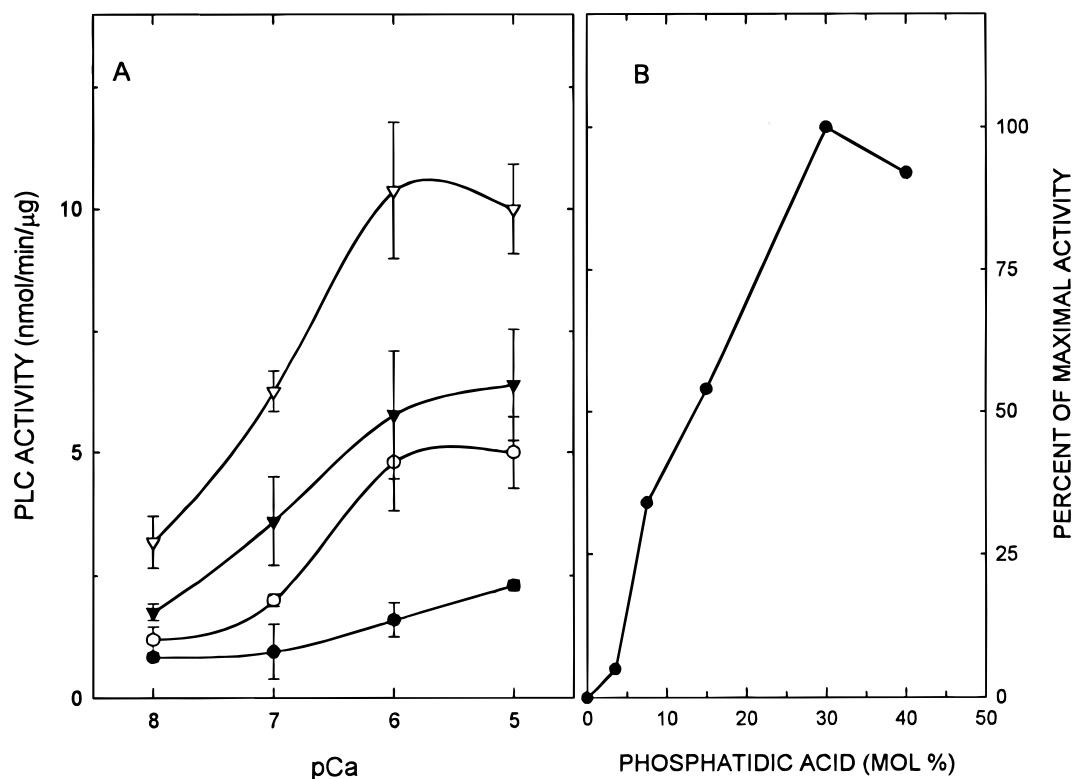 A
PLC ACTIVITY (nmol/min/µg)
10
5
0
8 7 6 5
pCa
B
PERCENT OF MAXIMAL ACTIVITY
100
75
50
25
0
0 10 20 30 40 50
PHOSPHATIDIC ACID (MOL %)